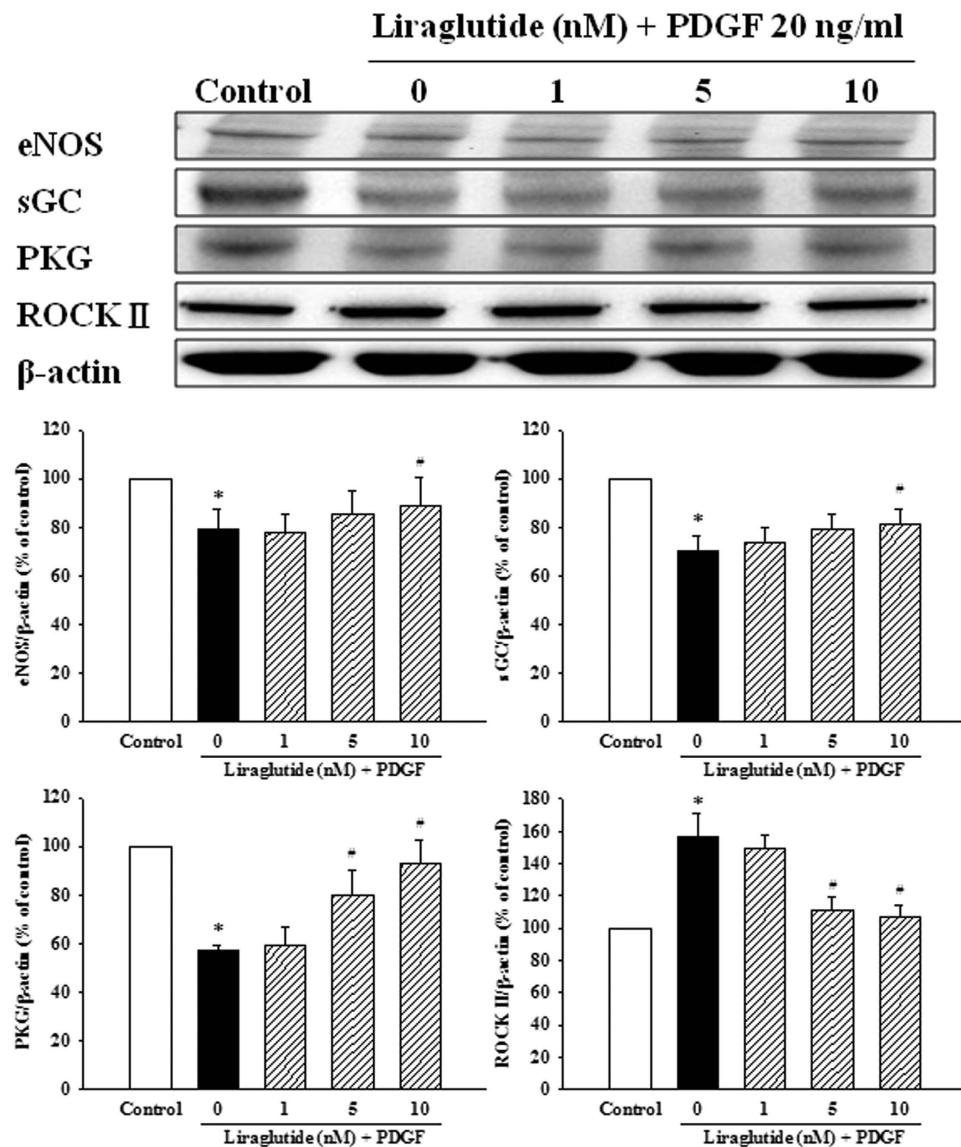 Liraglutide (nM) + PDGF 20 ng/ml
Control 0 1 5 10
eNOS
sGC
PKG
ROCK Ⅱ
β-actin
eNOS/β-actin (% of control)
120
100
80
60
40
20
0
*
#
Control 0 1 5 10
Liraglutide (nM) + PDGF
sGC/β-actin (% of control)
120
100
80
60
40
20
0
*
#
Control 0 1 5 10
Liraglutide (nM) + PDGF
PKG/β-actin (% of control)
120
100
80
60
40
20
0
*
#
#
Control 0 1 5 10
Liraglutide (nM) + PDGF
ROCK II/β-actin (% of control)
180
160
140
120
100
80
60
40
20
0
*
#
#
Control 0 1 5 10
Liraglutide (nM) + PDGF